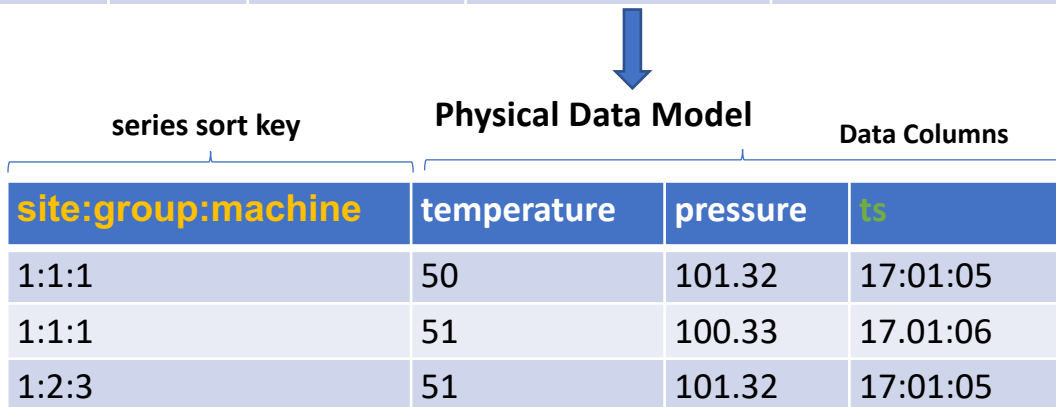 Physical Data Model
series sort key
Data Columns
site:group:machine temperature pressure ts
1:1:1 50 101.32 17:01:05
1:1:1 51 100.33 17.01:06
1:2:3 51 101.32 17:01:05